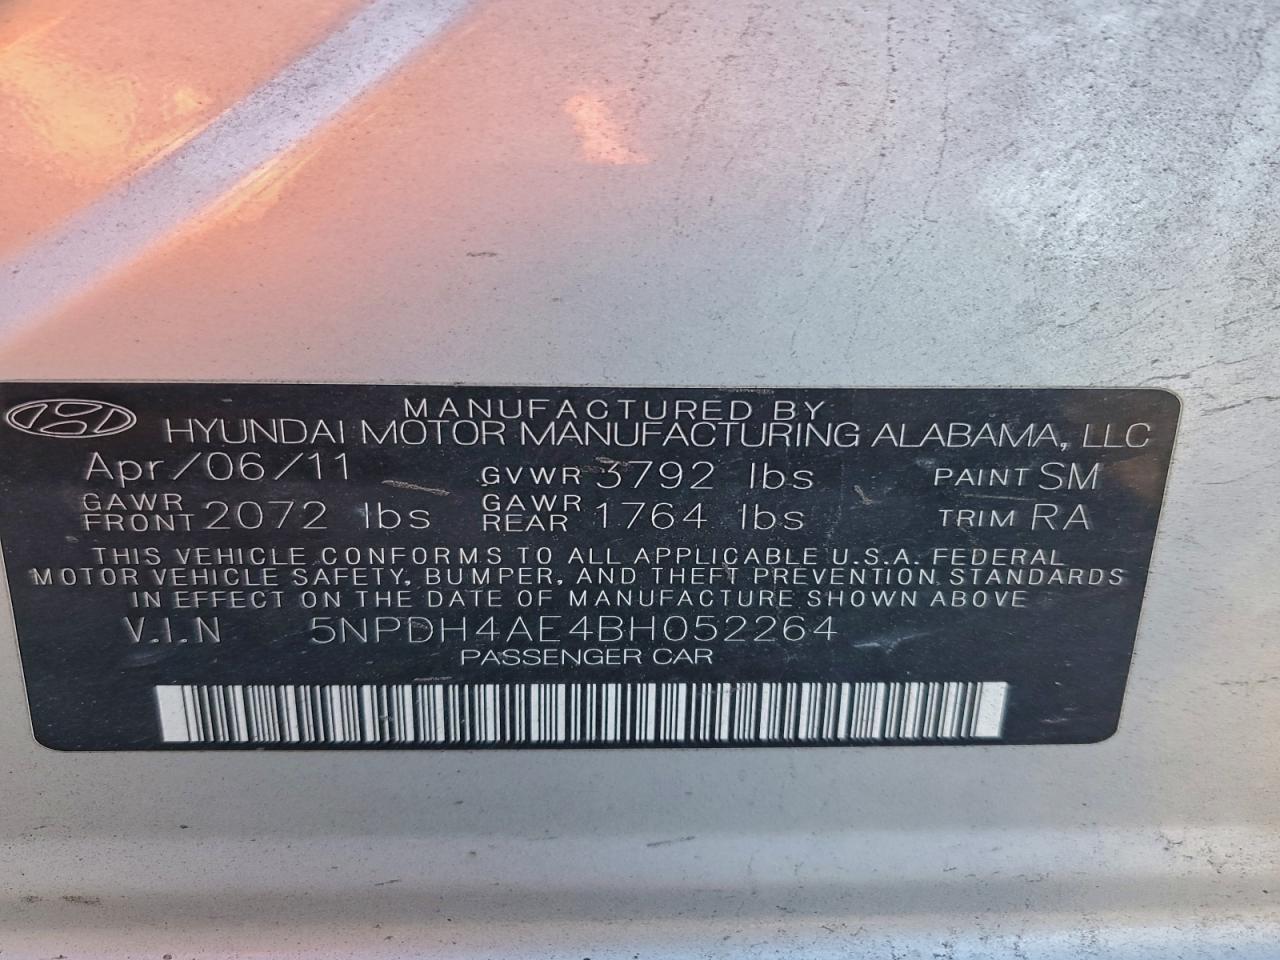 MANUFACTURED BY
HYUNDAI MOTOR MANUFACTURING ALABAMA, LLC
Apr/06/11 GVWR 3792 lbs PAINT SM
GAWR FRONT 2072 lbs GAWR REAR 1764 lbs TRIM RA
THIS VEHICLE CONFORMS TO ALL APPLICABLE U.S.A. FEDERAL
MOTOR VEHICLE SAFETY, BUMPER, AND THEFT PREVENTION STANDARDS
IN EFFECT ON THE DATE OF MANUFACTURE SHOWN ABOVE
V.I.N 5NPDH4AE4BH052264
PASSENGER CAR